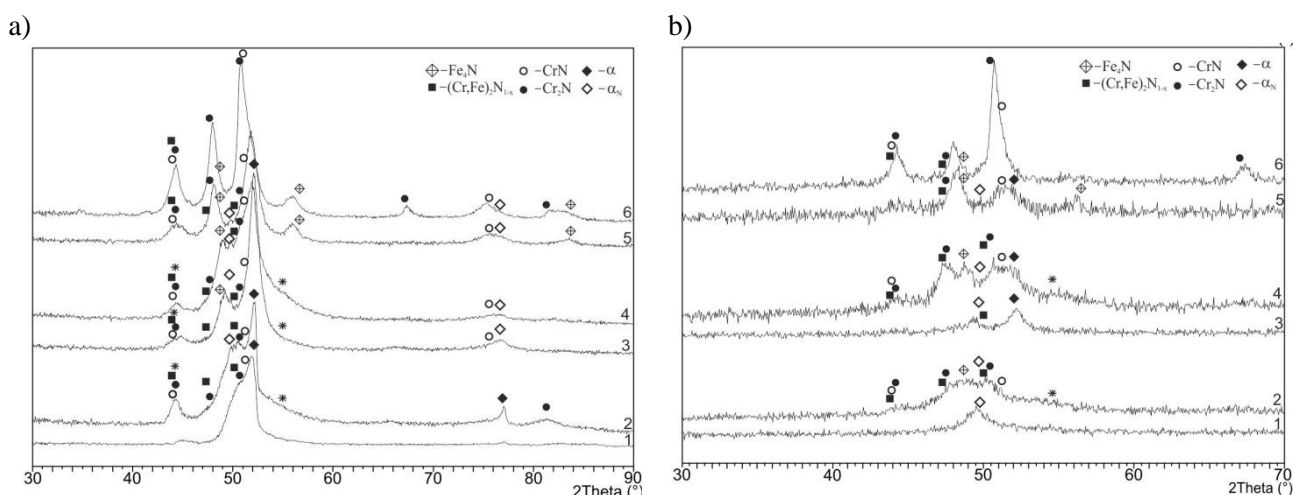 a)
b)
–Fe₄N –CrN –α
–(Cr,Fe)₂N₁₋ₓ –Cr₂N –α_N
6
5
4
3
2
1
30 40 50 60 70 80 90
2Theta (°)
–Fe₄N –CrN –α
–(Cr,Fe)₂N₁₋ₓ –Cr₂N –α_N
6
5
4
3
2
1
30 40 50 60 70
2Theta (°)